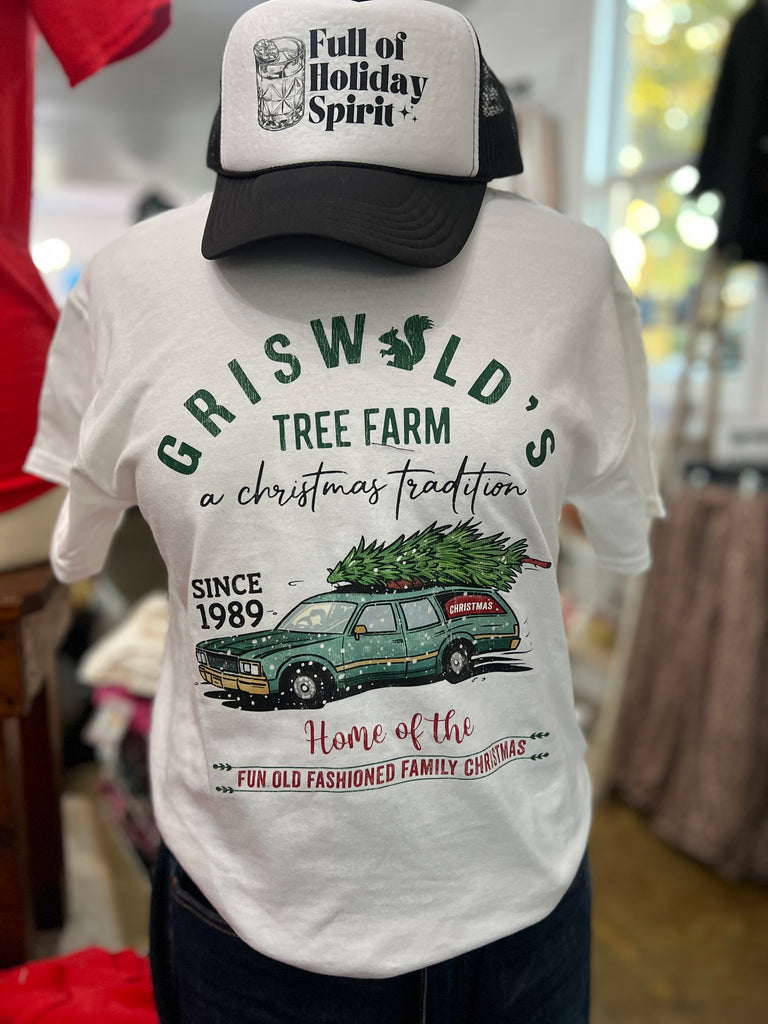 Full of
Holiday
Spirit
GRISWLD'S
TREE FARM
a christmas tradition
SINCE
1989
CHRISTMAS
Home of the
FUN OLD FASHIONED FAMILY CHRISTMAS